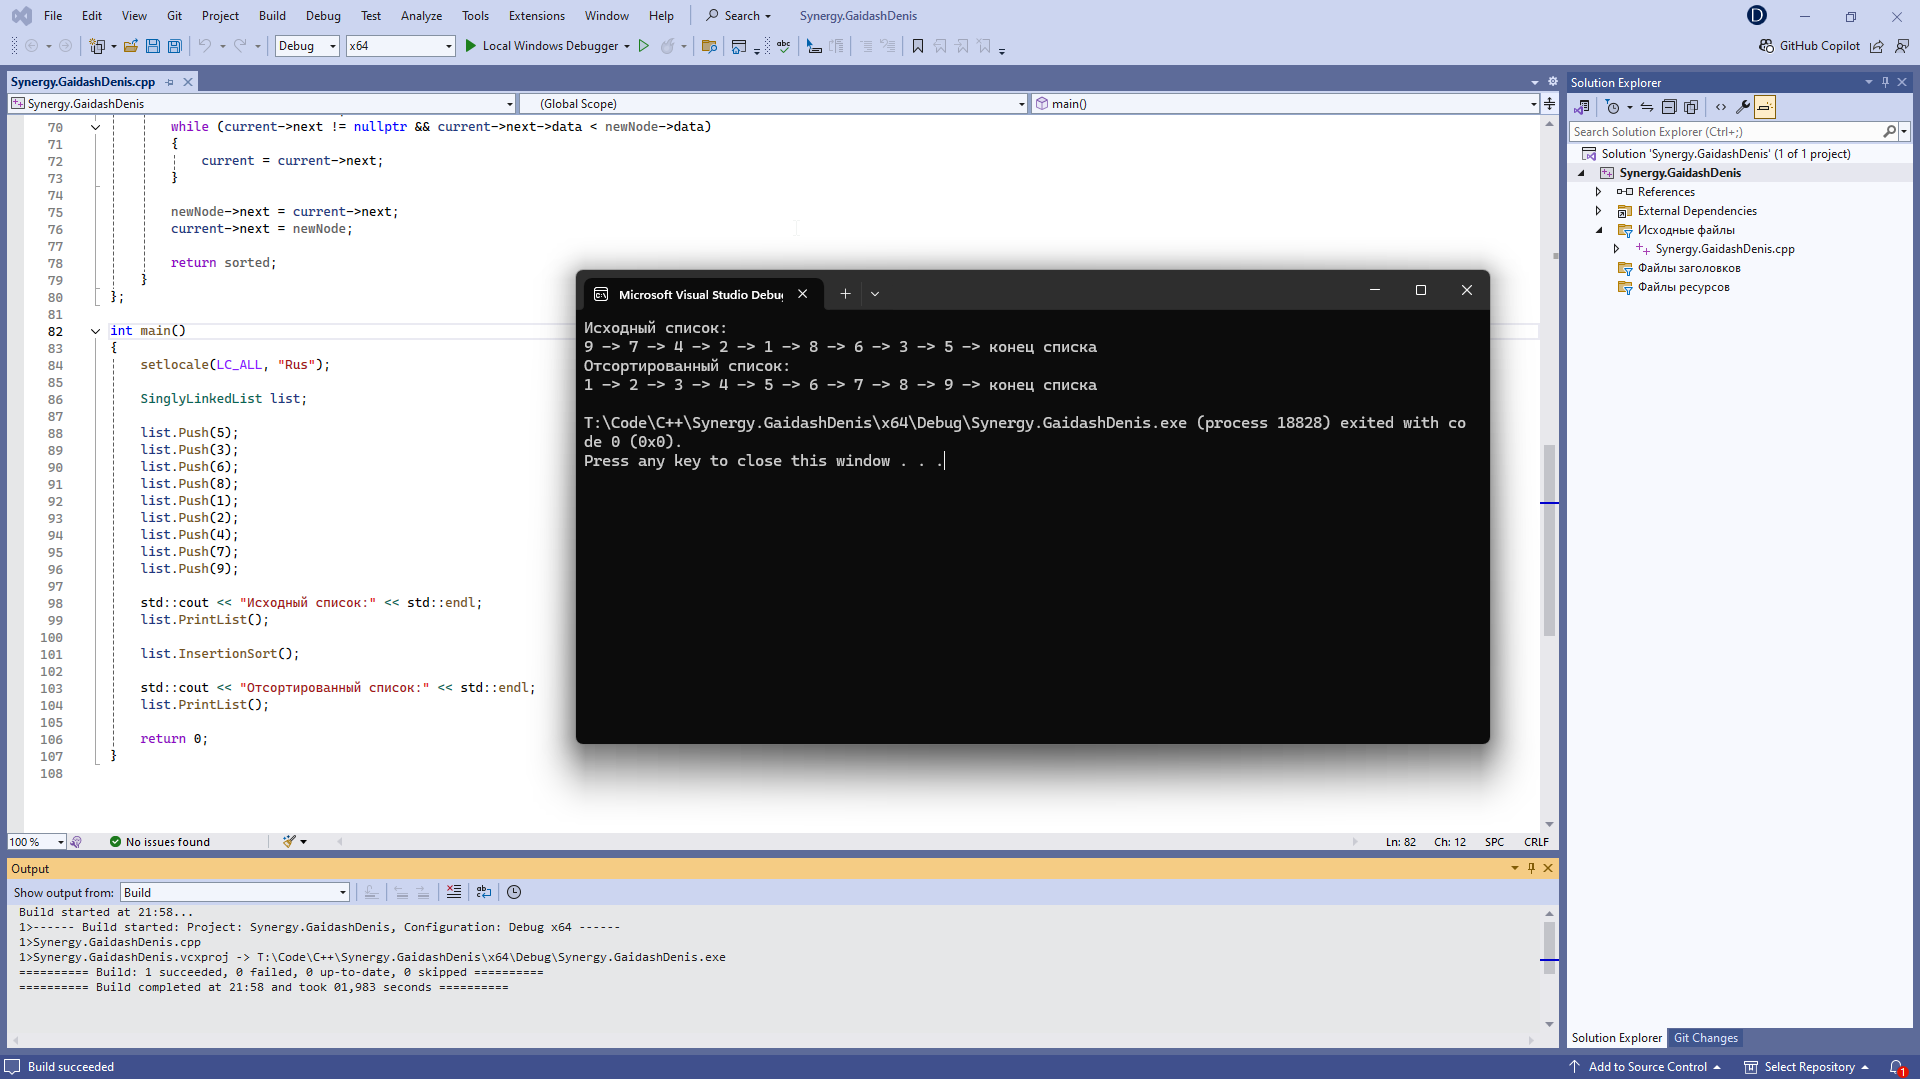 File Edit View Git Project Build Debug Test Analyze Tools Extensions Window Help Search Synergy.GaidashDenis D
Debug x64 Local Windows Debugger GitHub Copilot
Synergy.GaidashDenis.cpp
Synergy.GaidashDenis (Global Scope) main()
70 while (current->next != nullptr && current->next->data < newNode->data)
71 {
72 current = current->next;
73 }
74
75 newNode->next = current->next;
76 current->next = newNode;
77
78 return sorted;
79 }
80 };
81
82 int main()
83 {
84 setlocale(LC_ALL, "Rus");
85
86 SinglyLinkedList list;
87
88 list.Push(5);
89 list.Push(3);
90 list.Push(6);
91 list.Push(8);
92 list.Push(1);
93 list.Push(2);
94 list.Push(4);
95 list.Push(7);
96 list.Push(9);
97
98 std::cout << "Исходный список:" << std::endl;
99 list.PrintList();
100
101 list.InsertionSort();
102
103 std::cout << "Отсортированный список:" << std::endl;
104 list.PrintList();
105
106 return 0;
107 }
108
Microsoft Visual Studio Debug
Исходный список:
9 -> 7 -> 4 -> 2 -> 1 -> 8 -> 6 -> 3 -> 5 -> конец списка
Отсортированный список:
1 -> 2 -> 3 -> 4 -> 5 -> 6 -> 7 -> 8 -> 9 -> конец списка
T:\Code\C++\Synergy.GaidashDenis\x64\Debug\Synergy.GaidashDenis.exe (process 18828) exited with co
de 0 (0x0).
Press any key to close this window . . .
100 % No issues found Ln: 82 Ch: 12 SPC CRLF
Output
Show output from: Build
Build started at 21:58...
1>------ Build started: Project: Synergy.GaidashDenis, Configuration: Debug x64 ------
1>Synergy.GaidashDenis.cpp
1>Synergy.GaidashDenis.vcxproj -> T:\Code\C++\Synergy.GaidashDenis\x64\Debug\Synergy.GaidashDenis.exe
========== Build: 1 succeeded, 0 failed, 0 up-to-date, 0 skipped ==========
========== Build completed at 21:58 and took 01,983 seconds ==========
Solution Explorer
Search Solution Explorer (Ctrl+;)
Solution 'Synergy.GaidashDenis' (1 of 1 project)
Synergy.GaidashDenis
References
External Dependencies
Исходные файлы
Synergy.GaidashDenis.cpp
Файлы заголовков
Файлы ресурсов
Solution Explorer Git Changes
Build succeeded Add to Source Control Select Repository 1